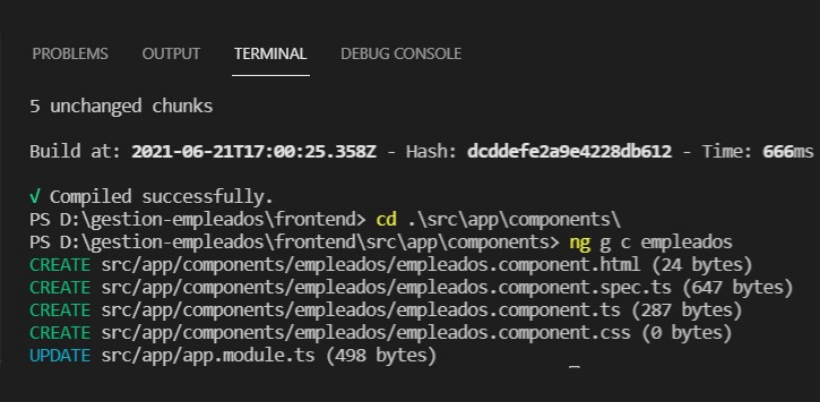 PROBLEMS OUTPUT TERMINAL DEBUG CONSOLE
5 unchanged chunks
Build at: 2021-06-21T17:00:25.358Z - Hash: dcddefe2a9e4228db612 - Time: 666ms
√ Compiled successfully.
PS D:\gestion-empleados\frontend> cd .\src\app\components\
PS D:\gestion-empleados\frontend\src\app\components> ng g c empleados
CREATE src/app/components/empleados/empleados.component.html (24 bytes)
CREATE src/app/components/empleados/empleados.component.spec.ts (647 bytes)
CREATE src/app/components/empleados/empleados.component.ts (287 bytes)
CREATE src/app/components/empleados/empleados.component.css (0 bytes)
UPDATE src/app/app.module.ts (498 bytes)